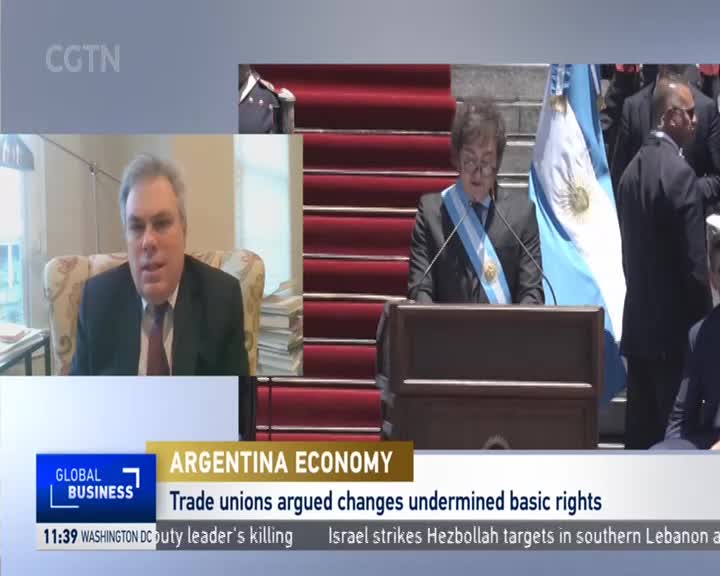 CGTN
ARGENTINA ECONOMY
GLOBAL
BUSINESS
Trade unions argued changes undermined basic rights
11:39 WASHINGTON DC
leader's killing Israel strikes Hezbollah targets in southern Lebanon